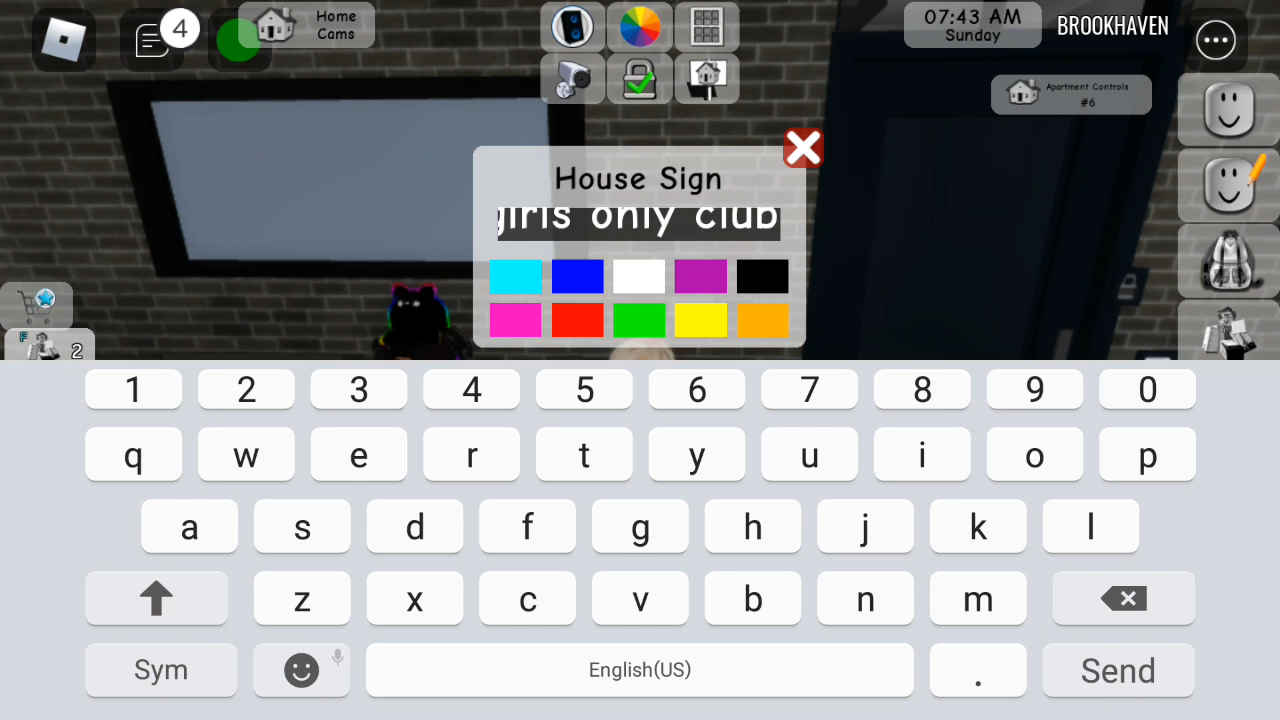 4
Home
Cams
07:43 AM
Sunday
BROOKHAVEN
Apartment Controls
#6
House Sign
girls only club
F
2
1 2 3 4 5 6 7 8 9 0
q w e r t y u i o p
a s d f g h j k l
z x c v b n m
Sym
English(US)
.
Send